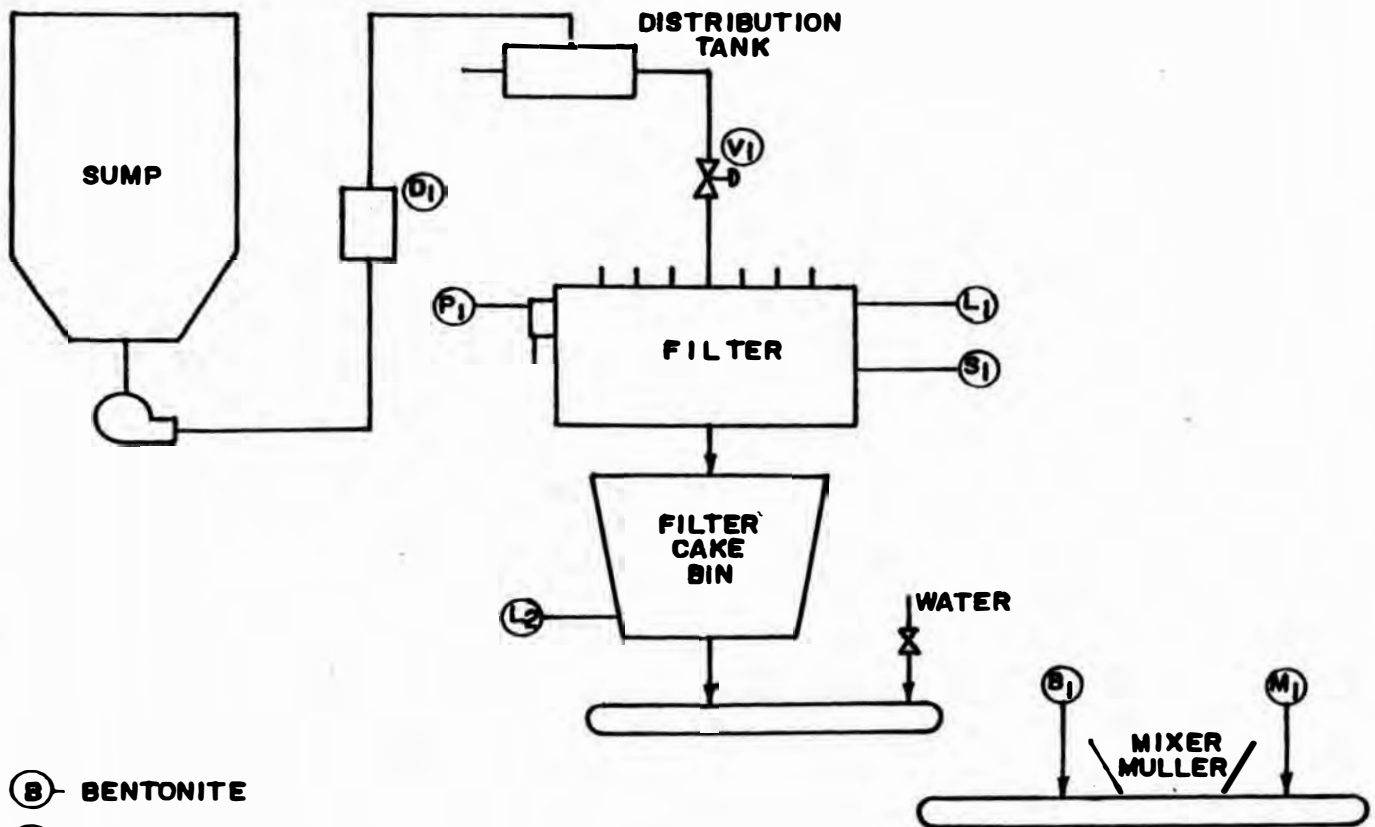 DISTRIBUTION
TANK
SUMP
V1
D1
P1
L1
FILTER
S1
FILTER
CAKE
BIN
L2
WATER
B1
M1
MIXER
MULLER
B BENTONITE